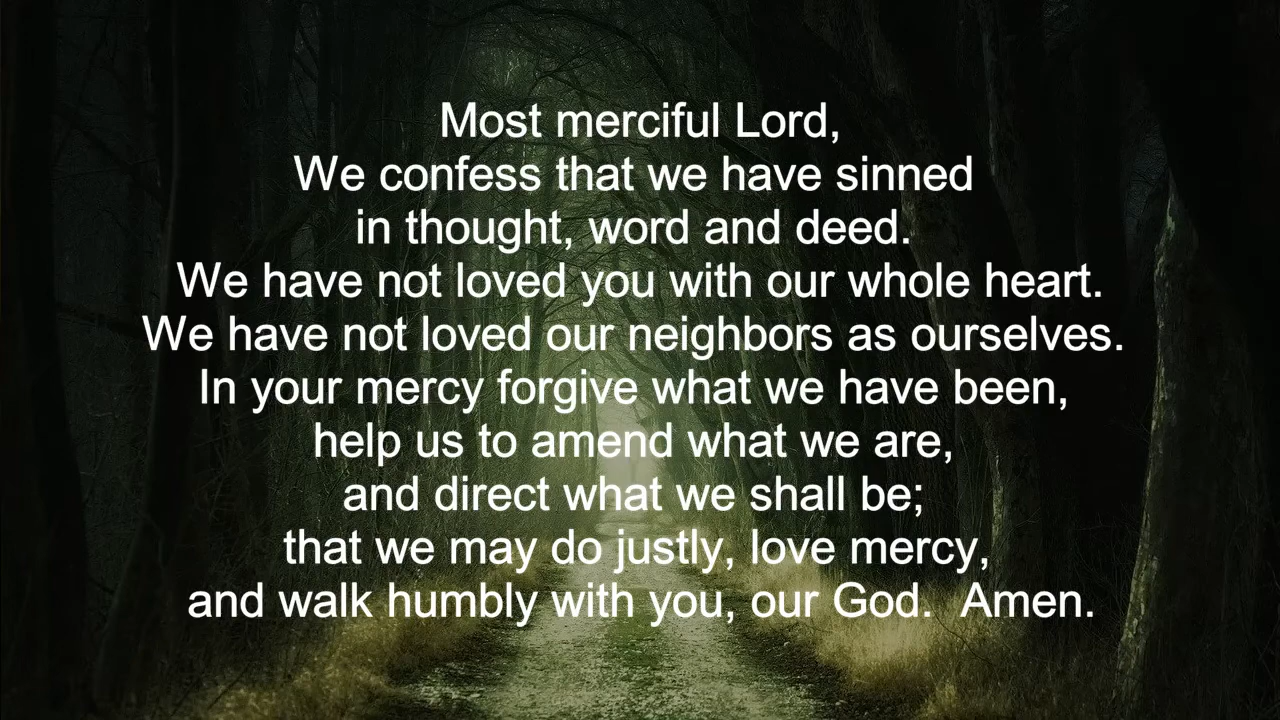 Most merciful Lord,
We confess that we have sinned
in thought, word and deed.
We have not loved you with our whole heart.
We have not loved our neighbors as ourselves.
In your mercy forgive what we have been,
help us to amend what we are,
and direct what we shall be;
that we may do justly, love mercy,
and walk humbly with you, our God.  Amen.